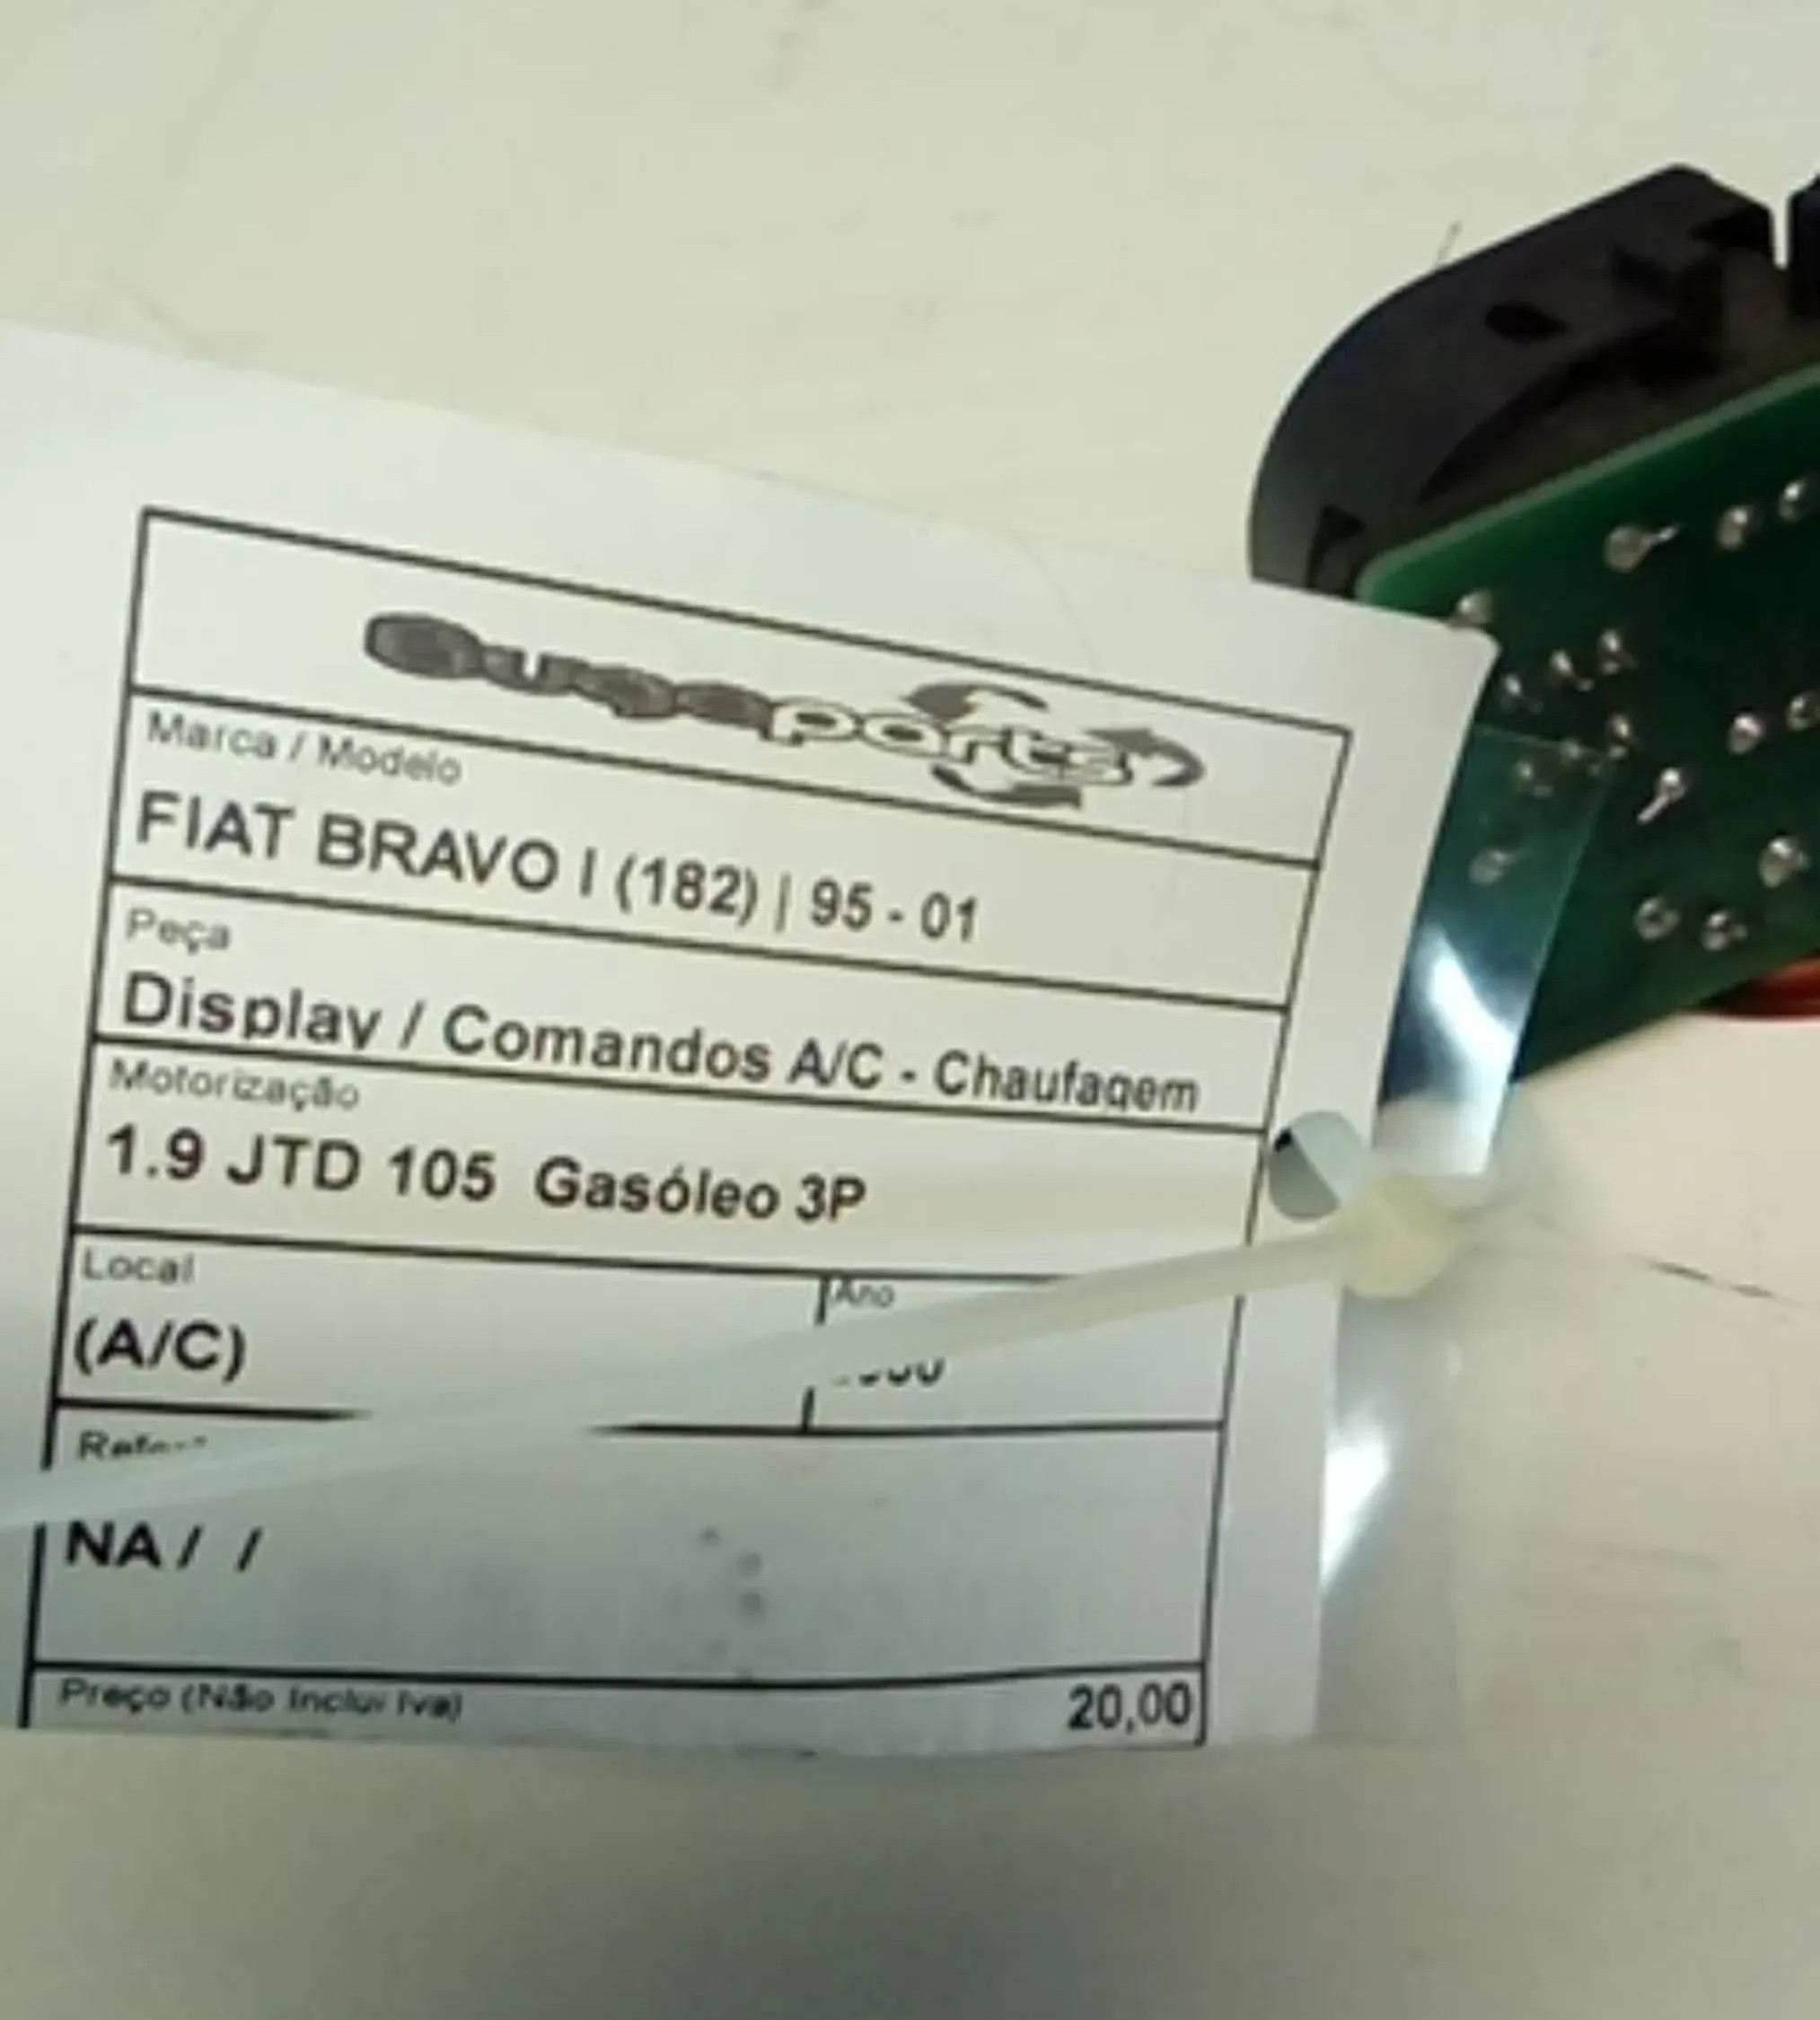 Marca / Modelo
FIAT BRAVO I (182) | 95 - 01
Peça
Display / Comandos A/C - Chaufagem
Motorização
1.9 JTD 105 Gasóleo 3P
Local
Ano
(A/C)
NA / /
Preço (Não Inclui Iva)
20,00